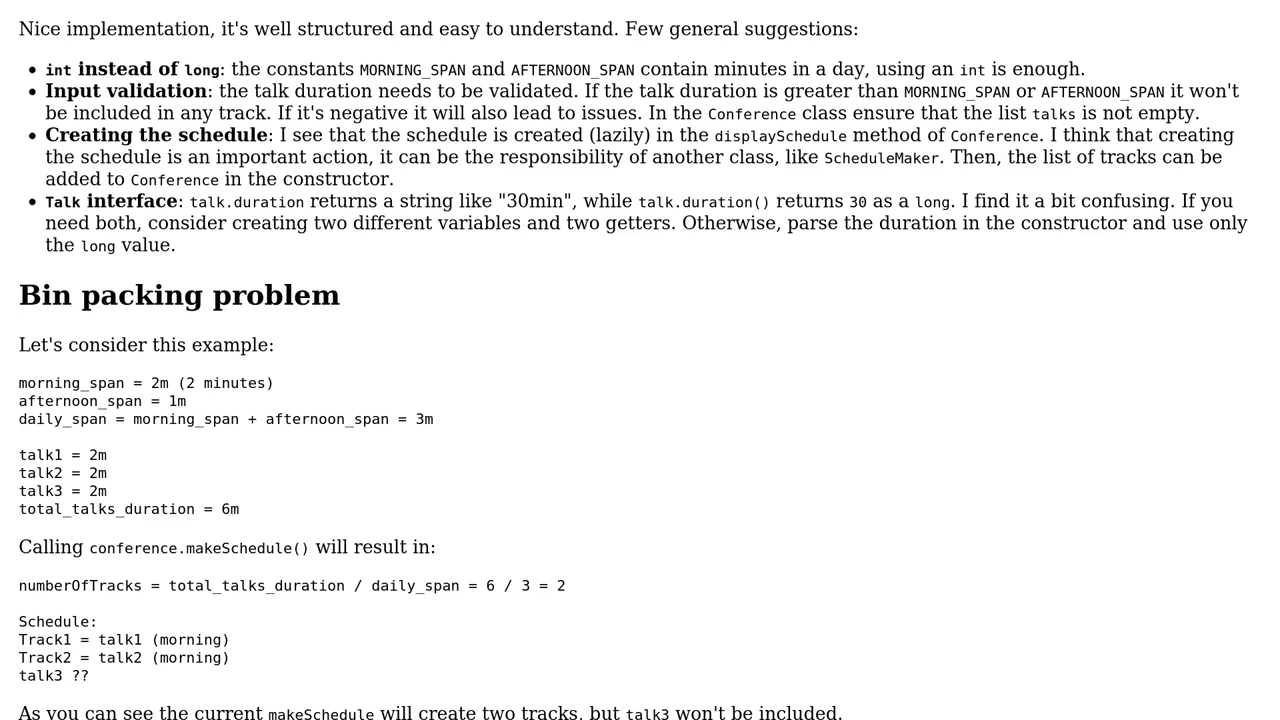 Nice implementation, it's well structured and easy to understand. Few general suggestions:
• int instead of long: the constants MORNING_SPAN and AFTERNOON_SPAN contain minutes in a day, using an int is enough.
• Input validation: the talk duration needs to be validated. If the talk duration is greater than MORNING_SPAN or AFTERNOON_SPAN it won't
be included in any track. If it's negative it will also lead to issues. In the Conference class ensure that the list talks is not empty.
• Creating the schedule: I see that the schedule is created (lazily) in the displaySchedule method of Conference. I think that creating
the schedule is an important action, it can be the responsibility of another class, like ScheduleMaker. Then, the list of tracks can be
added to Conference in the constructor.
• Talk interface: talk.duration returns a string like "30min", while talk.duration() returns 30 as a long. I find it a bit confusing. If you
need both, consider creating two different variables and two getters. Otherwise, parse the duration in the constructor and use only
the long value.
Bin packing problem
Let's consider this example:
morning_span = 2m (2 minutes)
afternoon_span = 1m
daily_span = morning_span + afternoon_span = 3m
talk1 = 2m
talk2 = 2m
talk3 = 2m
total_talks_duration = 6m
Calling conference.makeSchedule() will result in:
numberOfTracks = total_talks_duration / daily_span = 6 / 3 = 2
Schedule:
Track1 = talk1 (morning)
Track2 = talk2 (morning)
talk3 ??
As you can see the current makeSchedule will create two tracks, but talk3 won't be included.